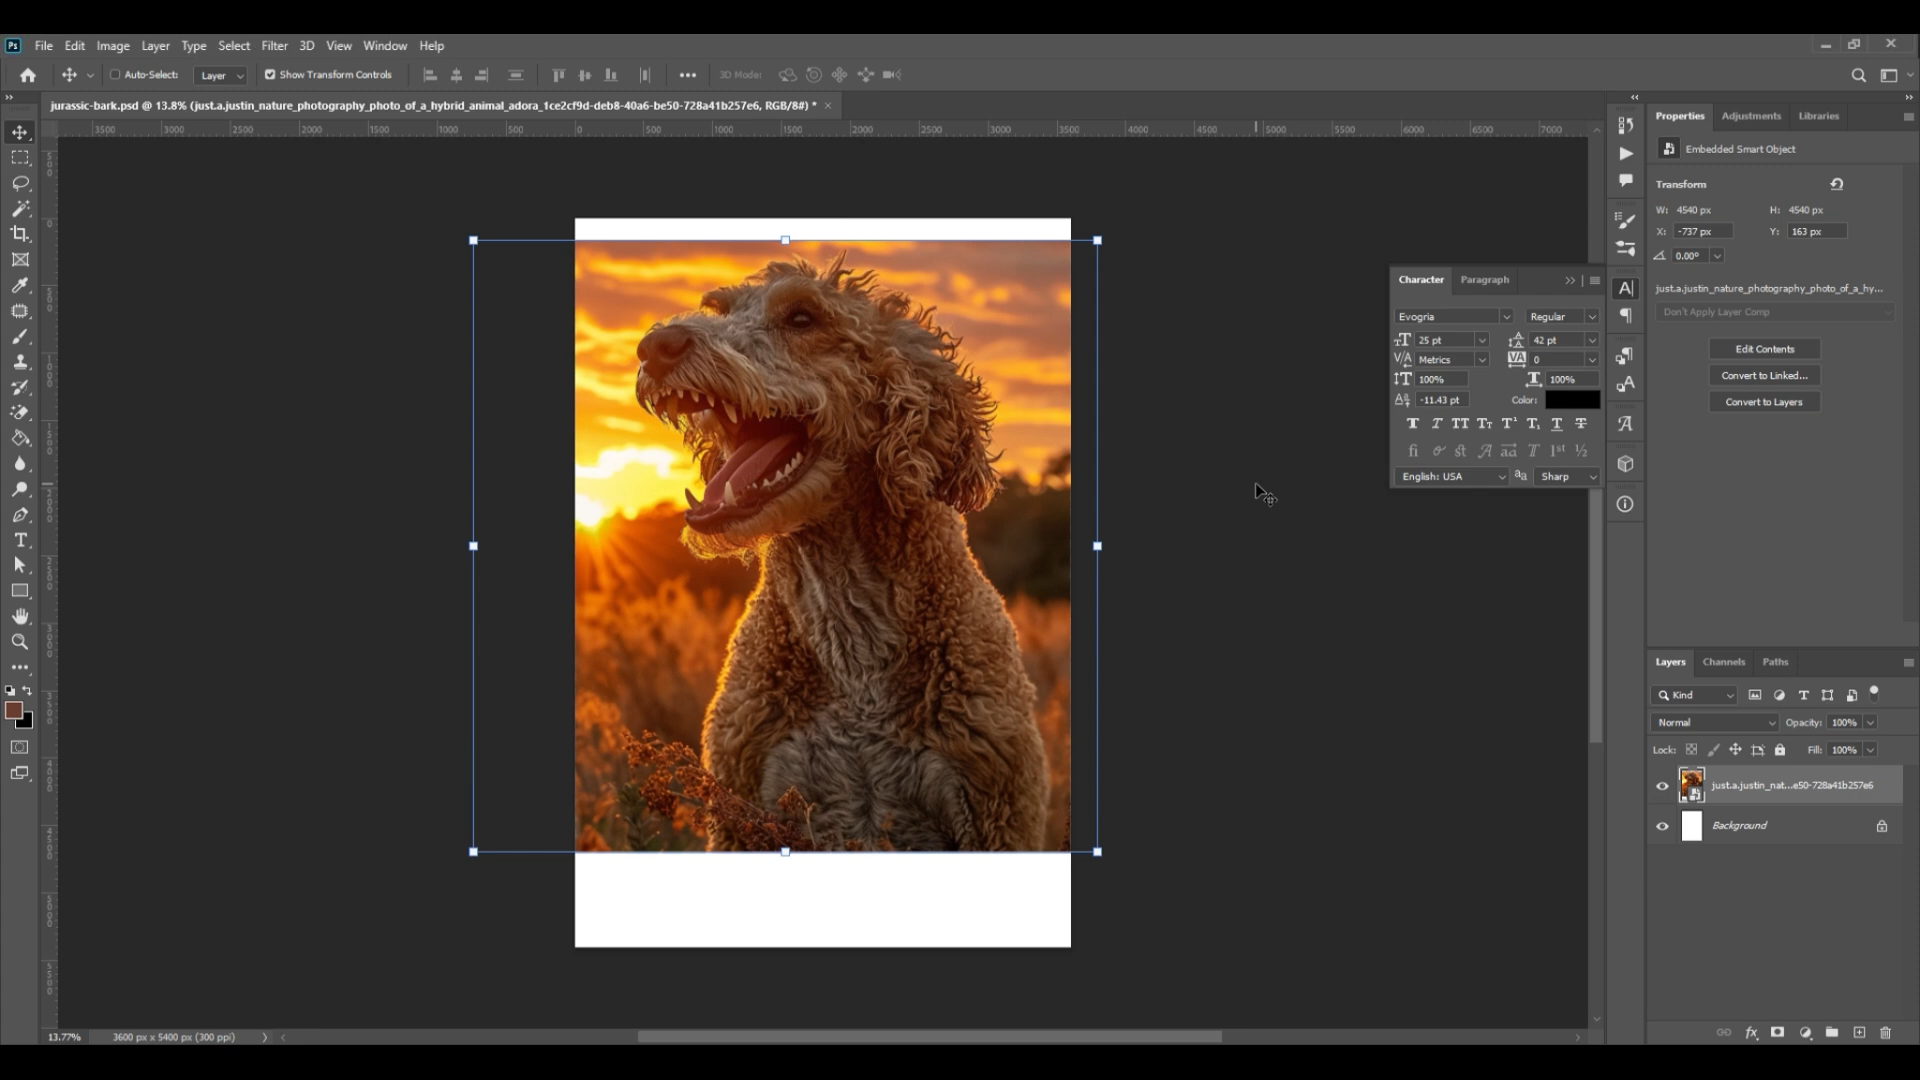 Ps File Edit Image Layer Type Select Filter 3D View Window Help
Auto-Select: Layer Show Transform Controls 3D Mode:
jurassic-bark.psd @ 13.8% (just.a.justin_nature_photography_photo_of_a_hybrid_animal_adora_1ce2cf9d-deb8-40a6-be50-728a41b257e6, RGB/8#) *
3500 3000 2500 2000 1500 1000 500 0 500 1000 1500 2000 2500 3000 3500 4000 4500 5000 5500 6000 6500 7000
Properties Adjustments Libraries
Embedded Smart Object
Transform
W: 4540 px H: 4540 px
X: -737 px Y: 163 px
0.00°
just.a.justin_nature_photography_photo_of_a_hy...
Don't Apply Layer Comp
Edit Contents
Convert to Linked...
Convert to Layers
Character Paragraph
Evogria Regular
25 pt 42 pt
Metrics 0
100% 100%
-11.43 pt Color:
English: USA Sharp
Layers Channels Paths
Kind
Normal Opacity: 100%
Lock: Fill: 100%
just.a.justin_nat...e50-728a41b257e6
Background
13.77% 3600 px x 5400 px (300 ppi)